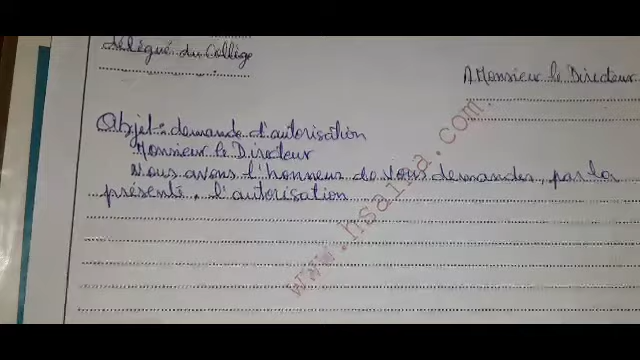 Délégué du Collège
A Monsieur le Directeur
Objet : demande d'autorisation
Monsieur le Directeur
Nous avons l'honneur de vous demander, par la
présente, l'autorisation
www.hsaina.com